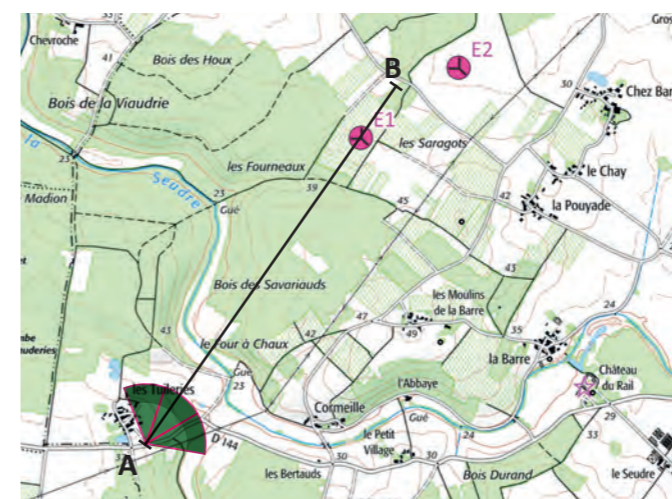 33
Chevroche
41
Bois des Houx
Bois de la Viaudrie
B
E2
E1
Gros
30
Chez Bar
la
23
Seudre
Madion
les Fourneaux
39
23
Gué
les Saragots
le Chay
42
la Pouyade
45
Bois des Savariauds
43
43
le Four à Chaux
42
47
49
les Moulins
de la Barre
35
24
la Barre
Gué
23
les Tuileries
l'Abbaye
Château
du Rail
Cormeille
Gué
29
A
33
D 144
30
le Petit
Village
30
33
les Bertauds
Bois Durand
le Seudre